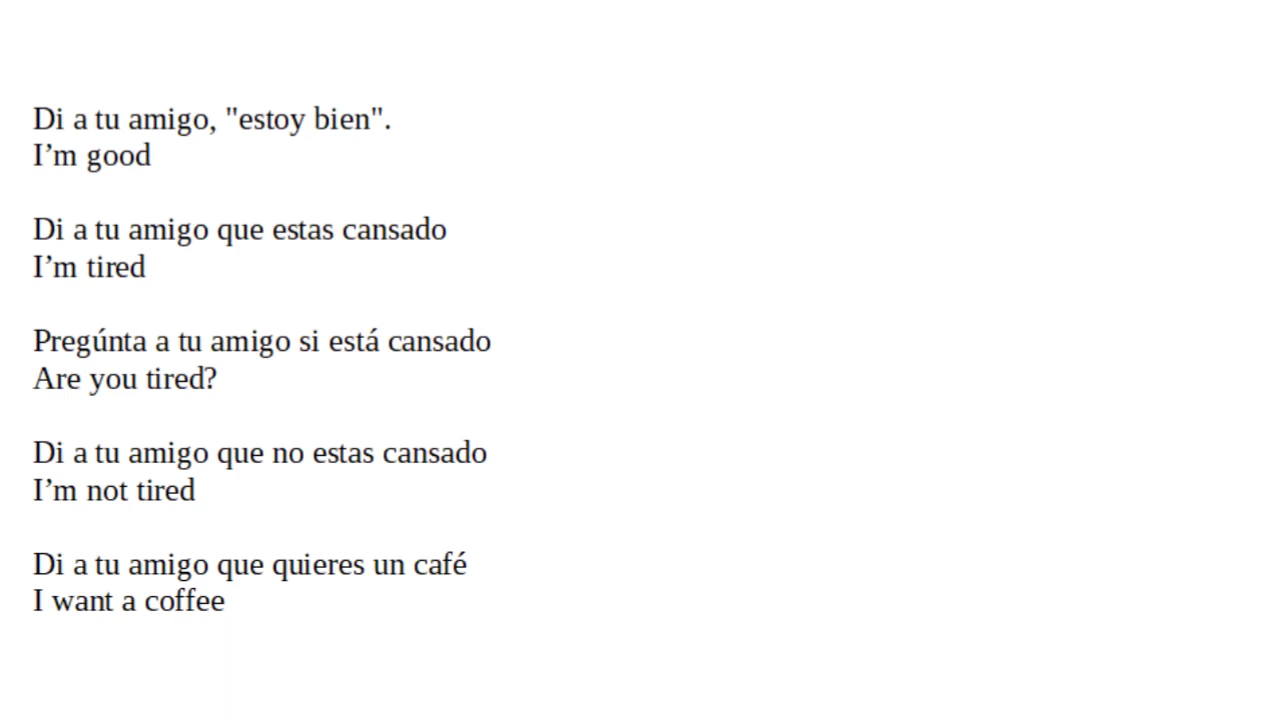 Di a tu amigo, "estoy bien".
I’m good
Di a tu amigo que estas cansado
I’m tired
Pregúnta a tu amigo si está cansado
Are you tired?
Di a tu amigo que no estas cansado
I’m not tired
Di a tu amigo que quieres un café
I want a coffee